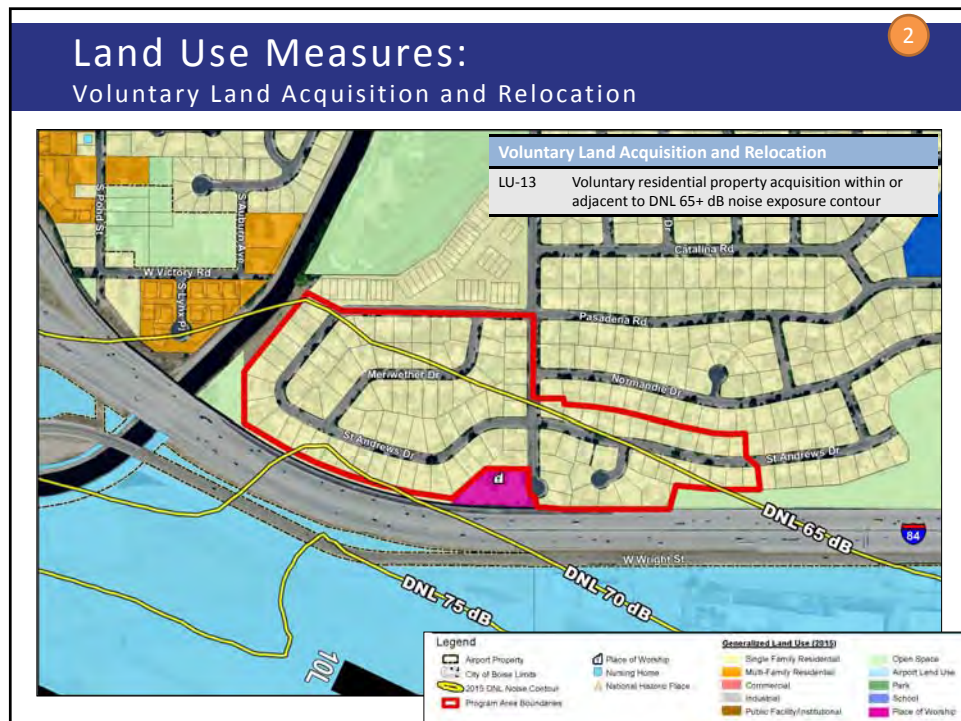 Land Use Measures:
Voluntary Land Acquisition and Relocation
2
Voluntary Land Acquisition and Relocation
LU-13 Voluntary residential property acquisition within or
adjacent to DNL 65+ dB noise exposure contour
S Pond St
S Auburn Ave
W Victory Rd
S Lynx Pl
Dr
Catalina Rd
Pasadena Rd
Meriwether Dr
Normandie Dr
St Andrews Dr
St Andrews Dr
DNL 65 dB
84
W Wright St
DNL 70 dB
DNL 75 dB
10L
Legend
Airport Property
City of Boise Limits
2015 DNL Noise Contour
Program Area Boundaries
Place of Worship
Nursing Home
National Historic Place
Generalized Land Use (2015)
Single Family Residential
Multi-Family Residential
Commercial
Industrial
Public Facility/Institutional
Open Space
Airport Land Use
Park
School
Place of Worship